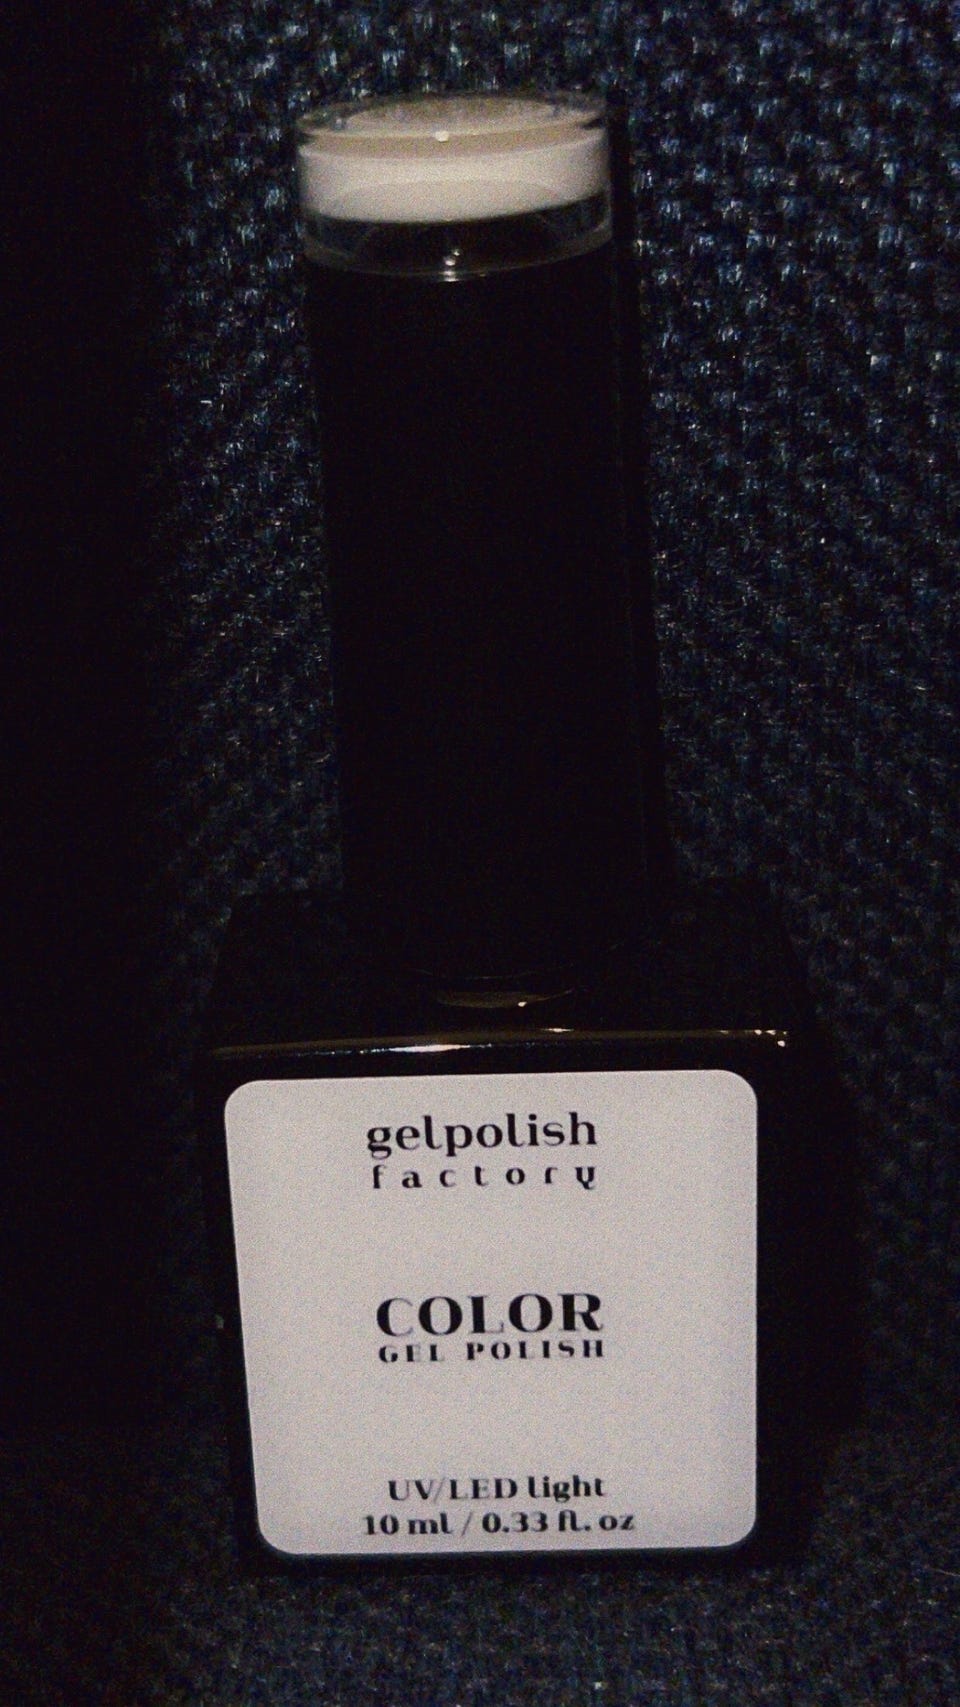 gelpolish
factory
COLOR
GEL POLISH
UV/LED light
10 ml / 0.33 fl. oz